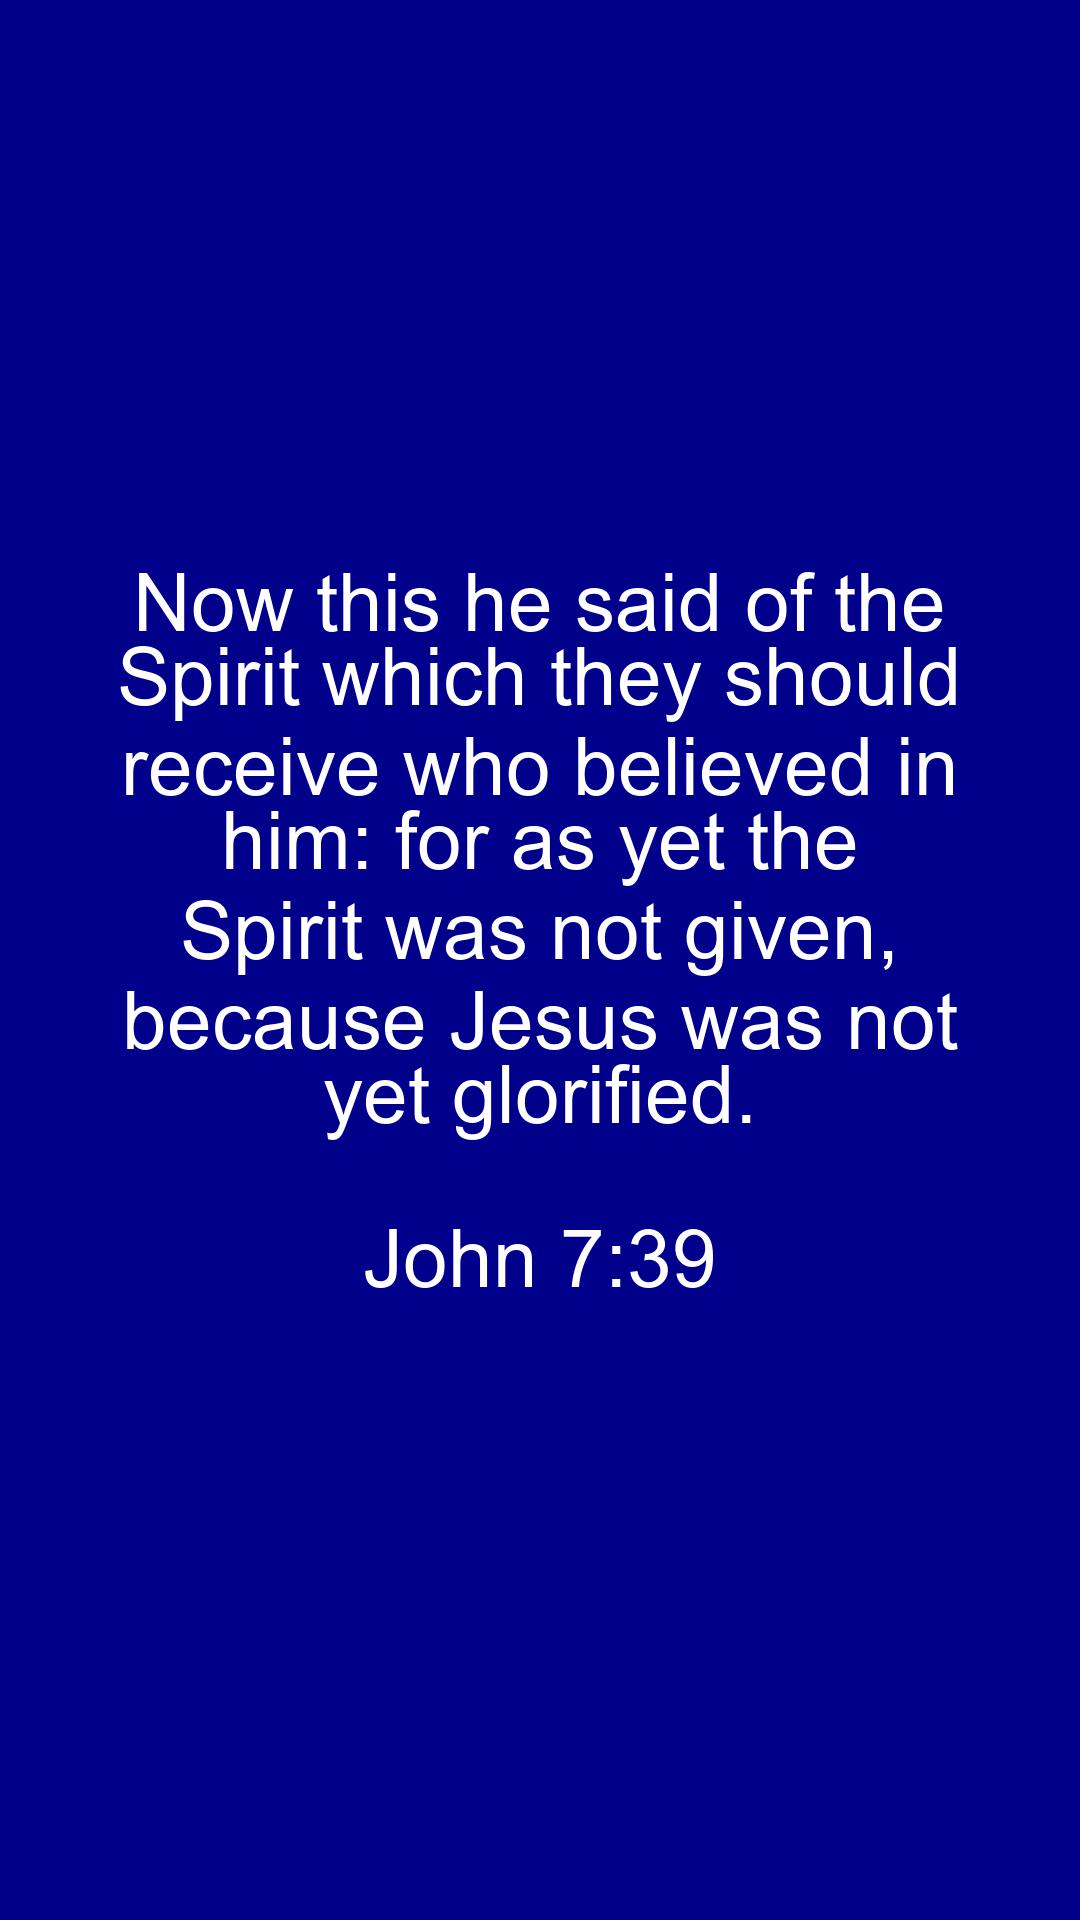 Now this he said of the
Spirit which they should
receive who believed in
him: for as yet the
Spirit was not given,
because Jesus was not
yet glorified.
John 7:39